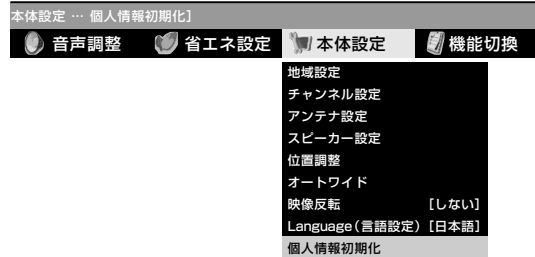 本体設定 … 個人情報初期化]
音声調整 省エネ設定 本体設定 機能切換
地域設定
チャンネル設定
アンテナ設定
スピーカー設定
位置調整
オートワイド
映像反転 [しない]
Language(言語設定) [日本語]
個人情報初期化